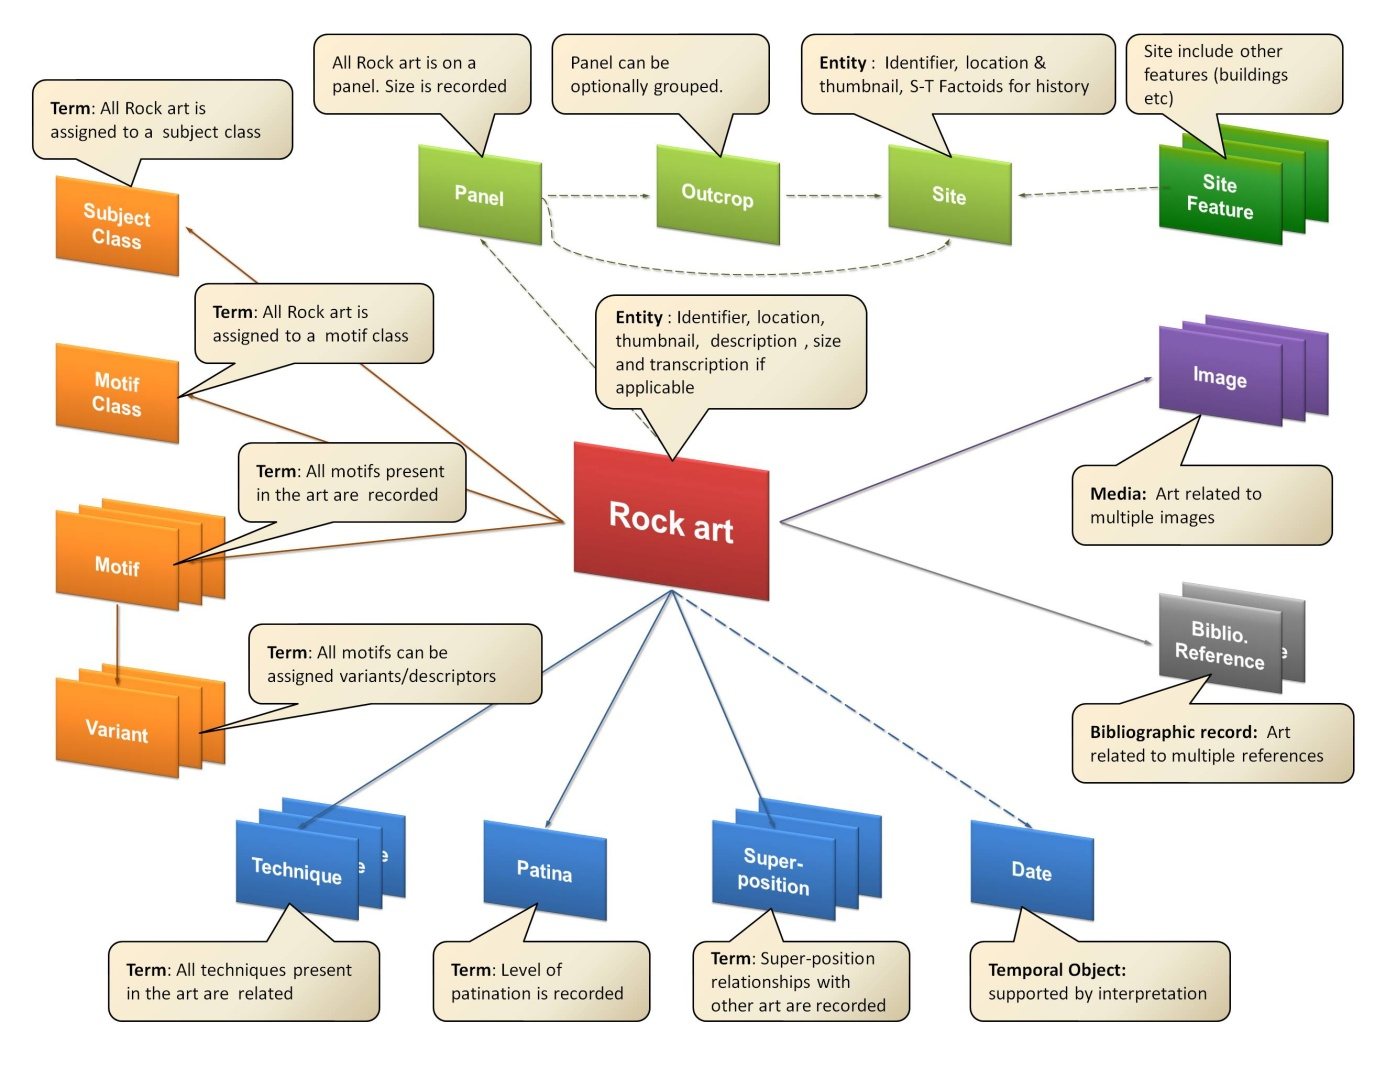 All Rock art is on a
panel. Size is recorded
Panel can be
optionally grouped.
Entity : Identifier, location &
thumbnail, S-T Factoids for history
Site include other
features (buildings
etc)
Term: All Rock art is
assigned to a subject class
Panel
Outcrop
Site
Site
Feature
Subject
Class
Term: All Rock art is
assigned to a motif class
Entity : Identifier, location,
thumbnail, description , size
and transcription if
applicable
Motif
Class
Image
Term: All motifs present
in the art are recorded
Rock art
Media: Art related to
multiple images
Motif
Biblio.
Reference
e
Term: All motifs can be
assigned variants/descriptors
Variant
Bibliographic record: Art
related to multiple references
Technique
e
e
Patina
Super-
position
Date
Term: All techniques present
in the art are related
Term: Level of
patination is recorded
Term: Super-position
relationships with
other art are recorded
Temporal Object:
supported by interpretation